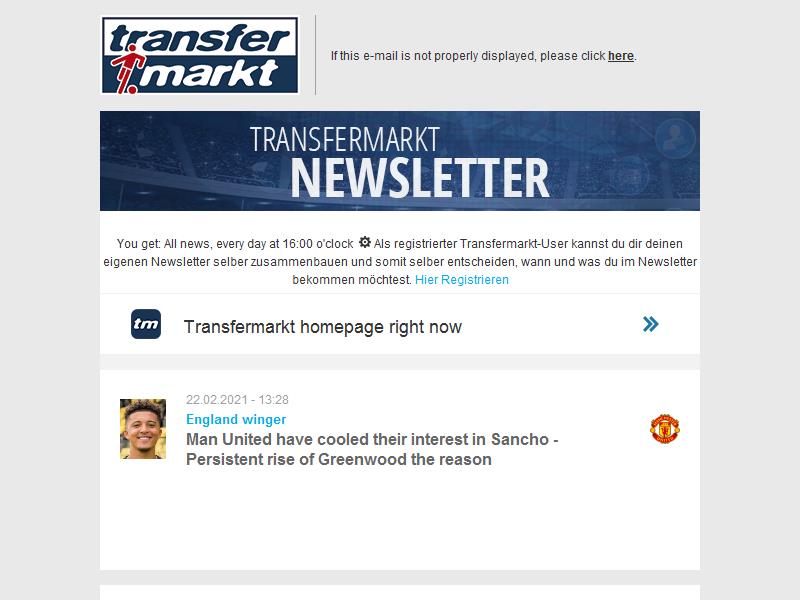 transfer
markt
If this e-mail is not properly displayed, please click here.
TRANSFERMARKT
NEWSLETTER
You get: All news, every day at 16:00 o'clock Als registrierter Transfermarkt-User kannst du dir deinen
eigenen Newsletter selber zusammenbauen und somit selber entscheiden, wann und was du im Newsletter
bekommen möchtest. Hier Registrieren
tm Transfermarkt homepage right now
22.02.2021 - 13:28
England winger
Man United have cooled their interest in Sancho -
Persistent rise of Greenwood the reason